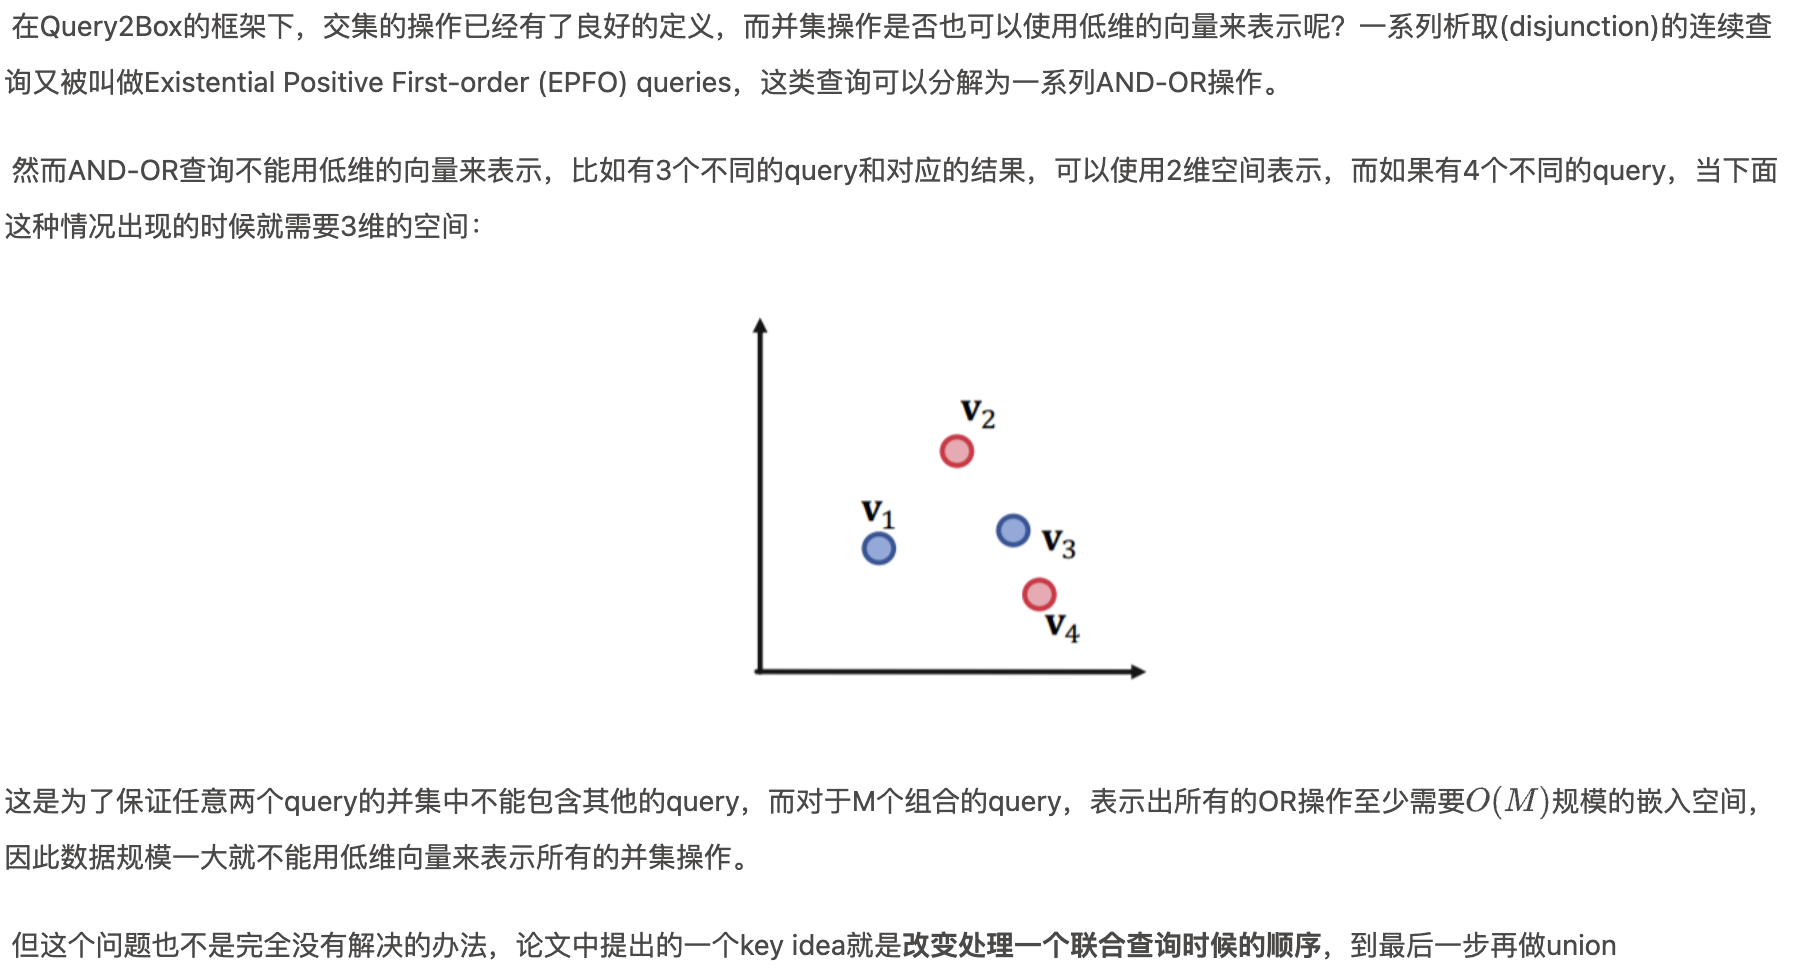 在Query2Box的框架下，交集的操作已经有了良好的定义，而并集操作是否也可以使用低维的向量来表示呢？一系列析取(disjunction)的连续查
询又被叫做Existential Positive First-order (EPFO) queries，这类查询可以分解为一系列AND-OR操作。
然而AND-OR查询不能用低维的向量来表示，比如有3个不同的query和对应的结果，可以使用2维空间表示，而如果有4个不同的query，当下面
这种情况出现的时候就需要3维的空间：
v₂
v₁
v₃
v₄
这是为了保证任意两个query的并集中不能包含其他的query，而对于M个组合的query，表示出所有的OR操作至少需要O(M)规模的嵌入空间，
因此数据规模一大就不能用低维向量来表示所有的并集操作。
但这个问题也不是完全没有解决的办法，论文中提出的一个key idea就是改变处理一个联合查询时候的顺序，到最后一步再做union